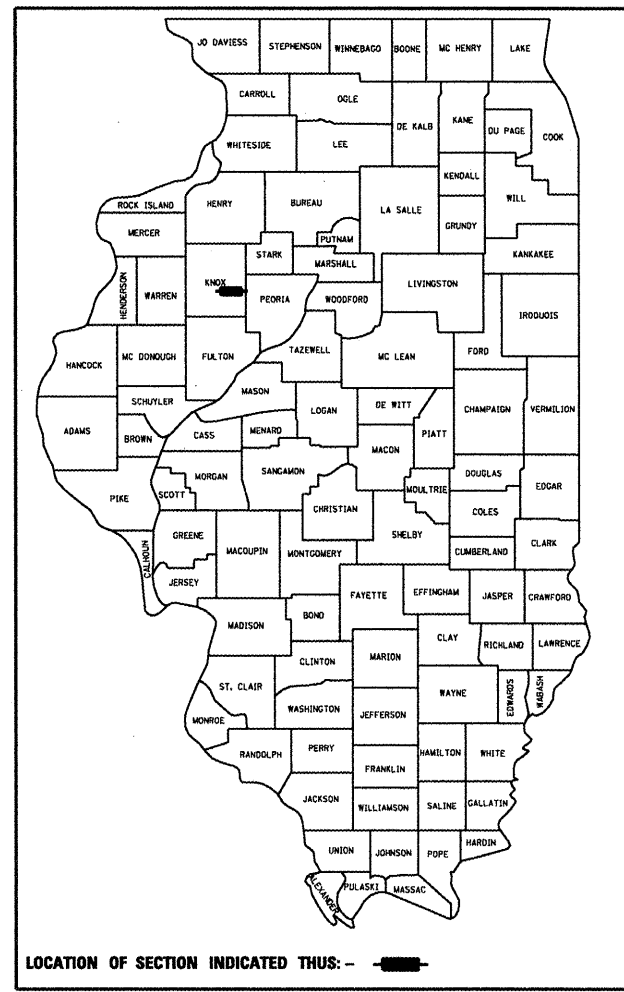 JO DAVIESS STEPHENSON WINNEBAGO BOONE MC HENRY LAKE
CARROLL OGLE DE KALB KANE DU PAGE COOK
WHITESIDE LEE KENDALL WILL
ROCK ISLAND HENRY BUREAU LA SALLE GRUNDY
MERCER STARK PUTNAM MARSHALL KANKAKEE
HENDERSON WARREN KNOX PEORIA WOODFORD LIVINGSTON IROQUOIS
HANCOCK MC DONOUGH FULTON TAZEWELL MC LEAN FORD
SCHUYLER MASON LOGAN DE WITT CHAMPAIGN VERMILION
ADAMS BROWN CASS MENARD MACON PIATT
PIKE SCOTT MORGAN SANGAMON CHRISTIAN MOULTRIE DOUGLAS EDGAR
COLES
CALHOUN GREENE MACOUPIN MONTGOMERY SHELBY CUMBERLAND CLARK
JERSEY FAYETTE EFFINGHAM JASPER CRAWFORD
MADISON BOND CLAY RICHLAND LAWRENCE
CLINTON MARION
ST. CLAIR WASHINGTON JEFFERSON WAYNE EDWARDS WABASH
MONROE
RANDOLPH PERRY FRANKLIN HAMILTON WHITE
JACKSON WILLIAMSON SALINE GALLATIN
UNION JOHNSON POPE HARDIN
ALEXANDER PULASKI MASSAC
LOCATION OF SECTION INDICATED THUS: -